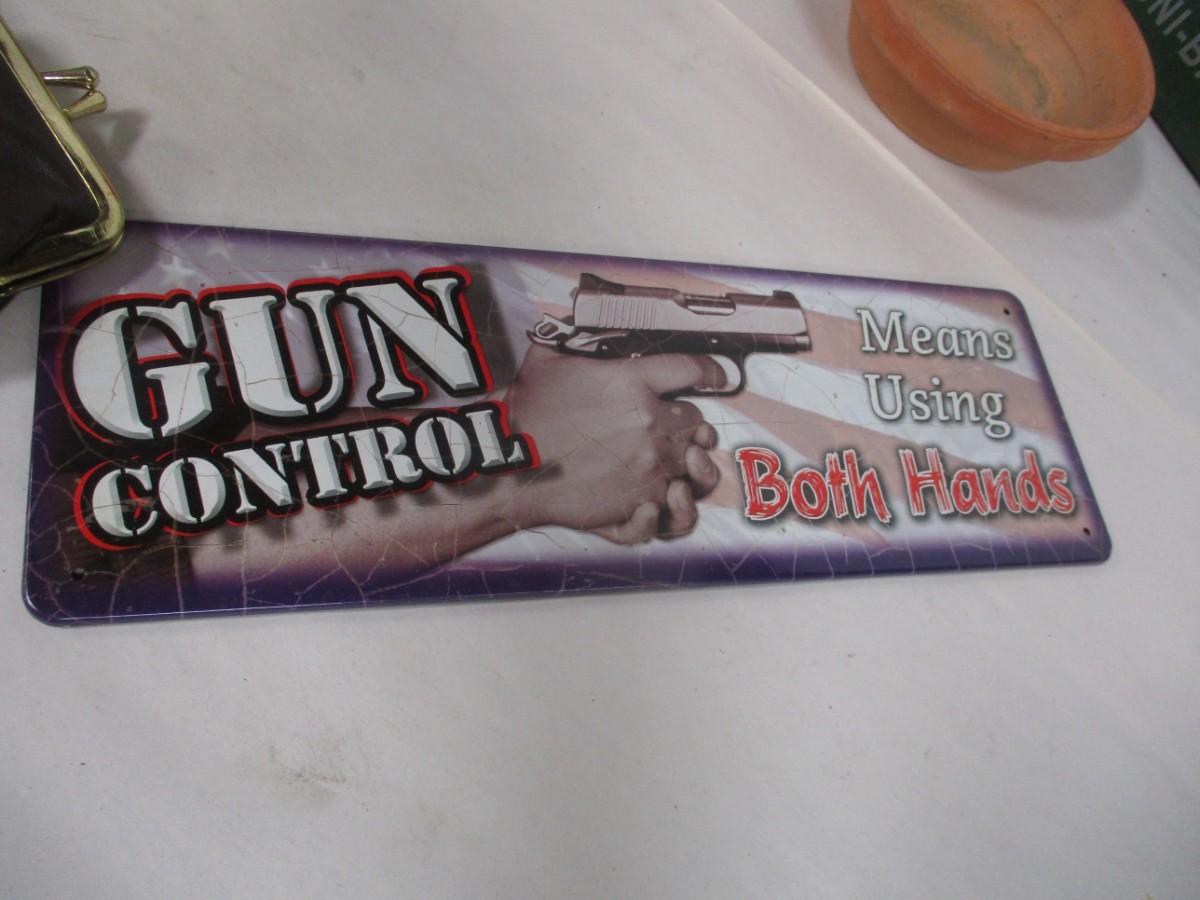 GUN
CONTROL
Means
Using
Both Hands